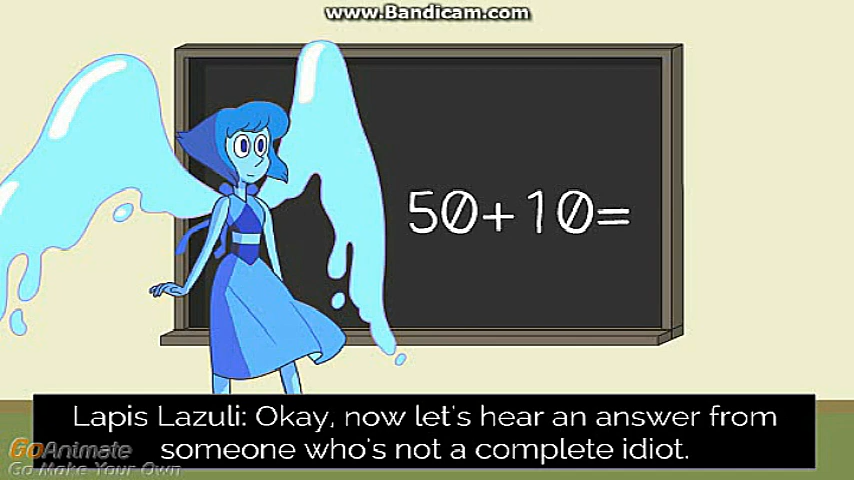 www.Bandicam.com
50+10=
Lapis Lazuli: Okay, now let's hear an answer from
someone who's not a complete idiot.
GoAnimate
Go Make Your Own